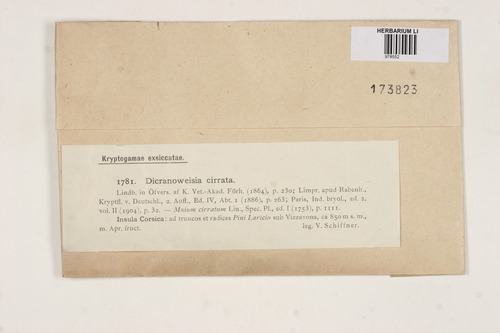 HERBARIUM LI
978552
173823
Kryptogamae exsiccatae.
1781. Dicranoweisia cirrata.
Lindb. in Öfvers. af K. Vet.-Akad. Förh. (1864), p. 230; Limpr. apud Rabenh.,
Kryptfl. v. Deutschl., 2. Aufl., Bd. IV, Abt. 1 (1886), p. 263; Paris, Ind. bryol., ed. 2,
vol. II (1904), p. 32. — Mnium cirratum Lin., Spec. Pl., ed. I (1753), p. 1111.
Insula Corsica: ad truncos et radices Pini Laricio sub Vizzavona, ca 850 m s. m.,
m. Apr. fruct. leg. V. Schiffner.